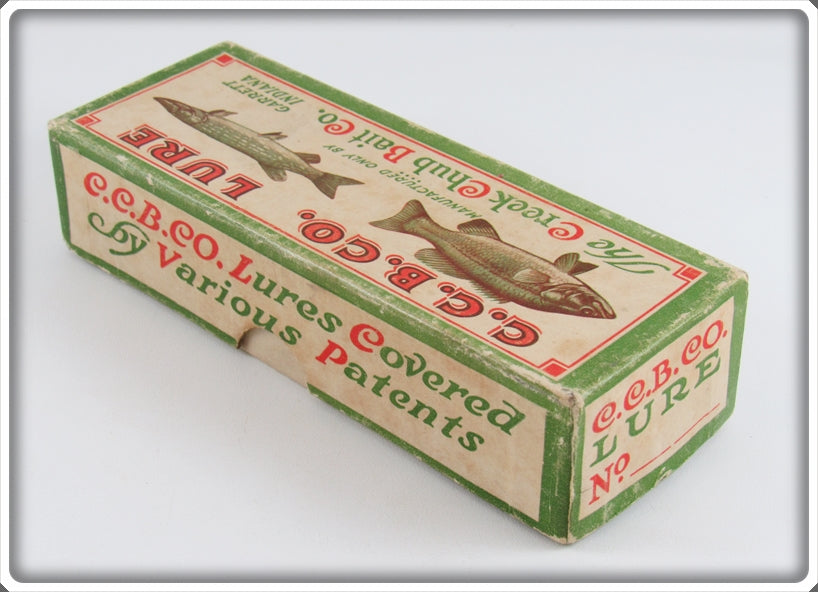 C.C.B.CO. LURE
MANUFACTURED ONLY BY
The Creek Chub Bait Co.
GARRETT
INDIANA
C.C.B.CO. Lures Covered
by Various Patents
C.C.B.CO.
LURE
No